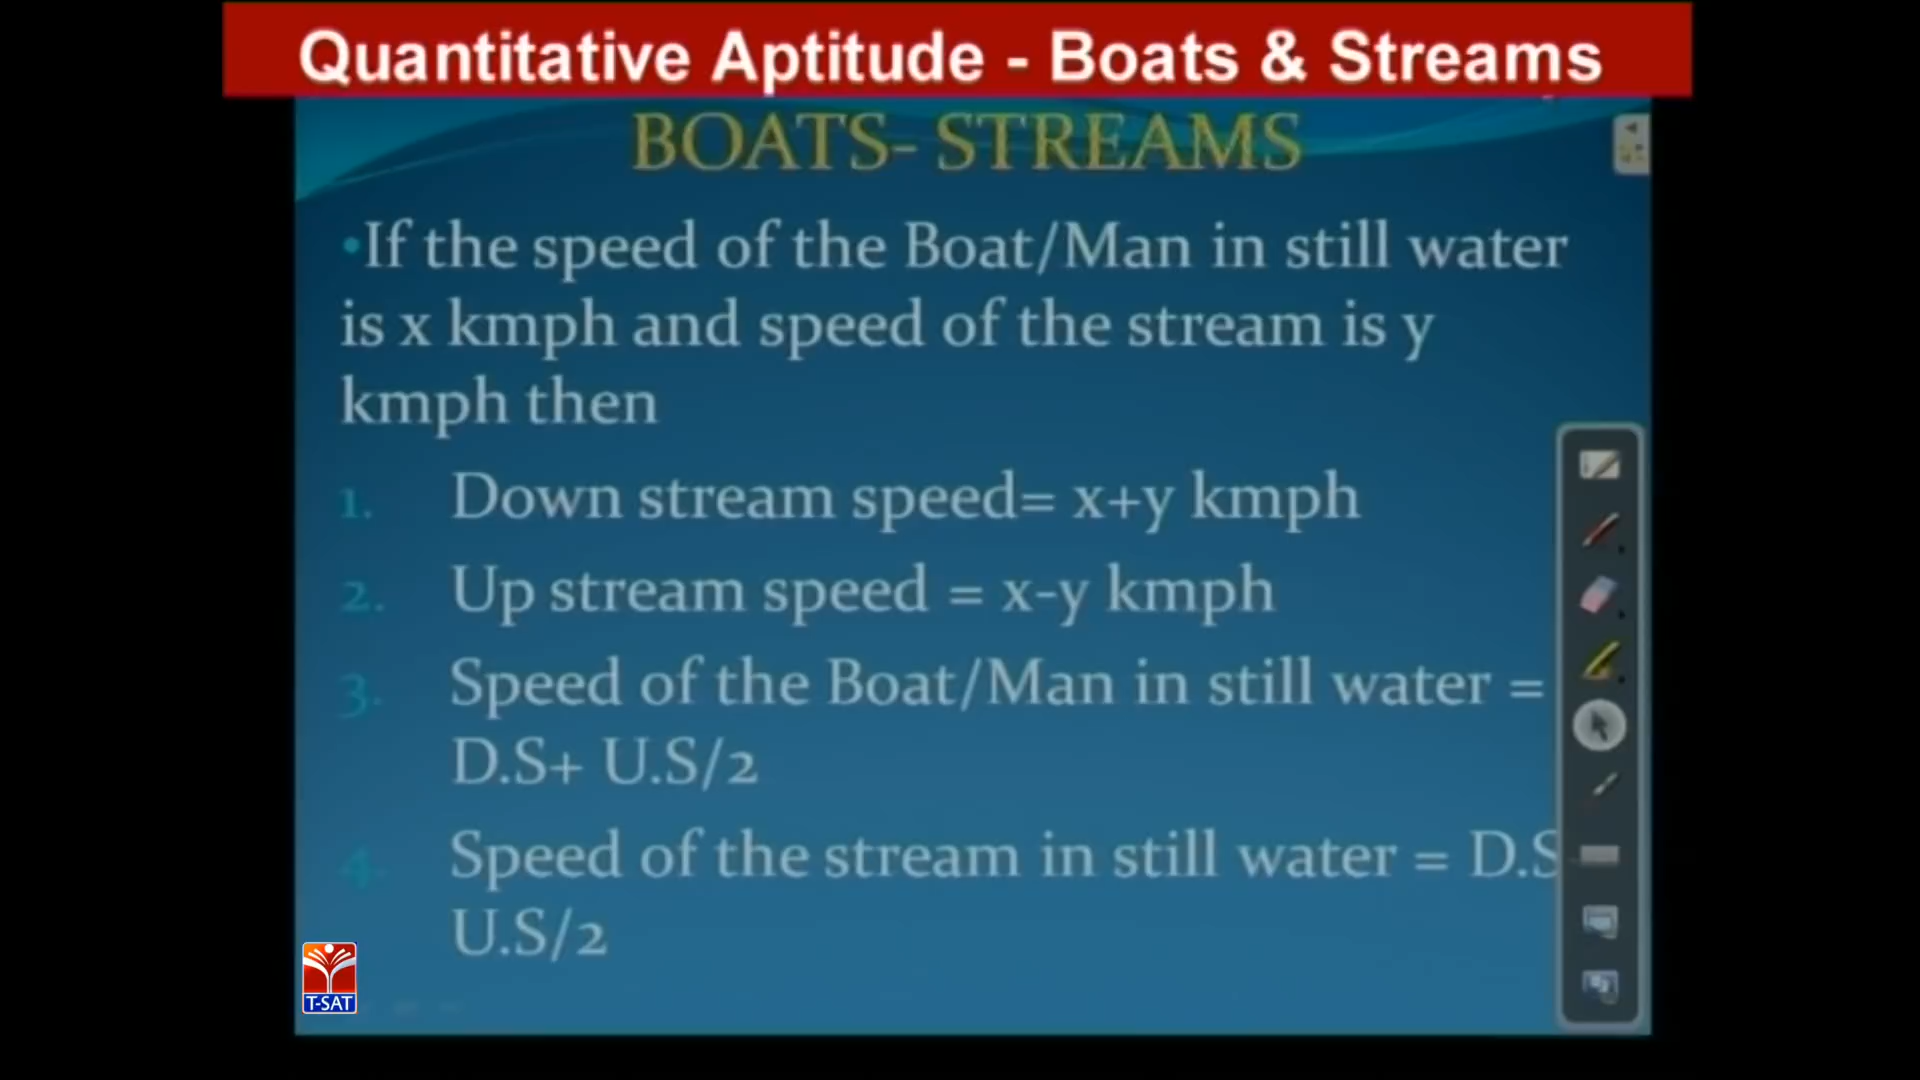 Quantitative Aptitude - Boats & Streams
BOATS- STREAMS
•If the speed of the Boat/Man in still water
is x kmph and speed of the stream is y
kmph then
1. Down stream speed= x+y kmph
2. Up stream speed = x-y kmph
3. Speed of the Boat/Man in still water =
D.S+ U.S/2
4. Speed of the stream in still water = D.S
U.S/2
T-SAT